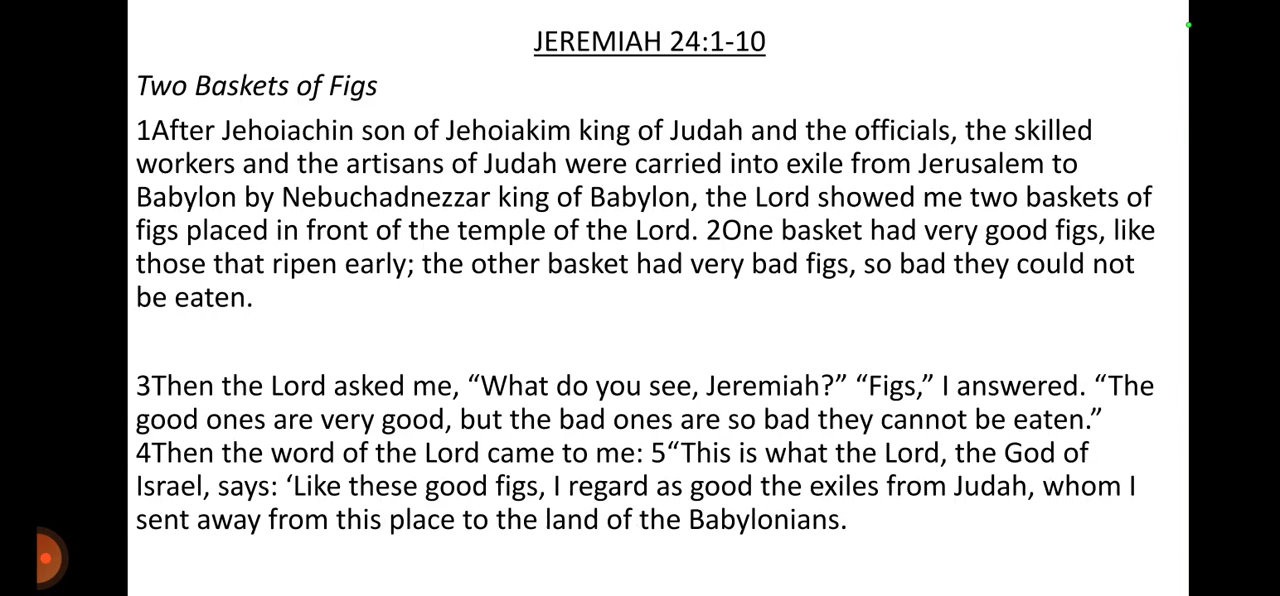 JEREMIAH 24:1-10
Two Baskets of Figs
1After Jehoiachin son of Jehoiakim king of Judah and the officials, the skilled
workers and the artisans of Judah were carried into exile from Jerusalem to
Babylon by Nebuchadnezzar king of Babylon, the Lord showed me two baskets of
figs placed in front of the temple of the Lord. 2One basket had very good figs, like
those that ripen early; the other basket had very bad figs, so bad they could not
be eaten.
3Then the Lord asked me, “What do you see, Jeremiah?” “Figs,” I answered. “The
good ones are very good, but the bad ones are so bad they cannot be eaten.”
4Then the word of the Lord came to me: 5“This is what the Lord, the God of
Israel, says: ‘Like these good figs, I regard as good the exiles from Judah, whom I
sent away from this place to the land of the Babylonians.